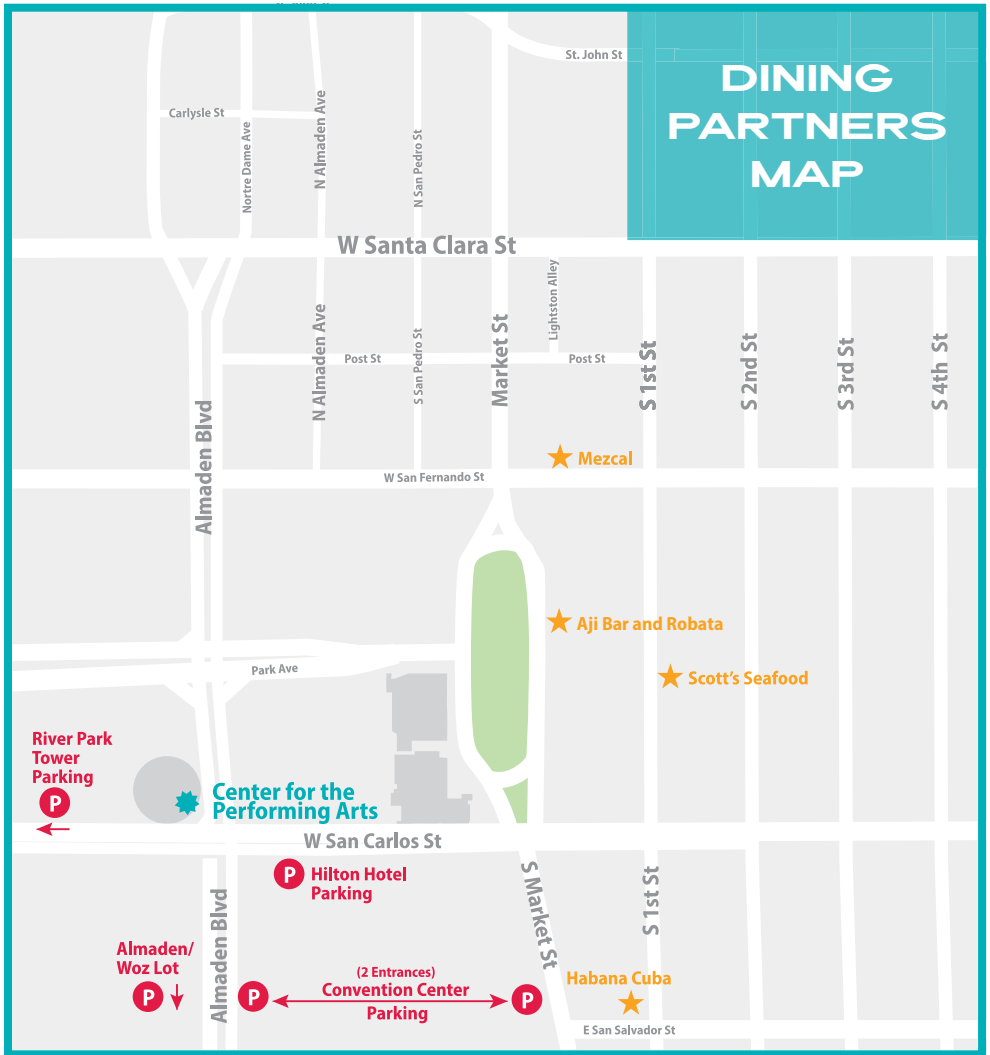 St. John St
DINING
PARTNERS
MAP
Carlysle St
Nortre Dame Ave
N Almaden Ave
N San Pedro St
W Santa Clara St
Lightston Alley
Almaden Blvd
N Almaden Ave
Post St
S San Pedro St
Market St
Post St
S 1st St
S 2nd St
S 3rd St
S 4th St
Mezcal
W San Fernando St
Aji Bar and Robata
Park Ave
Scott's Seafood
River Park
Tower
Parking
P
Center for the
Performing Arts
W San Carlos St
P
Hilton Hotel
Parking
Almaden Blvd
S Market St
S 1st St
Almaden/
Woz Lot
P
P
(2 Entrances)
Convention Center
Parking
P
Habana Cuba
E San Salvador St